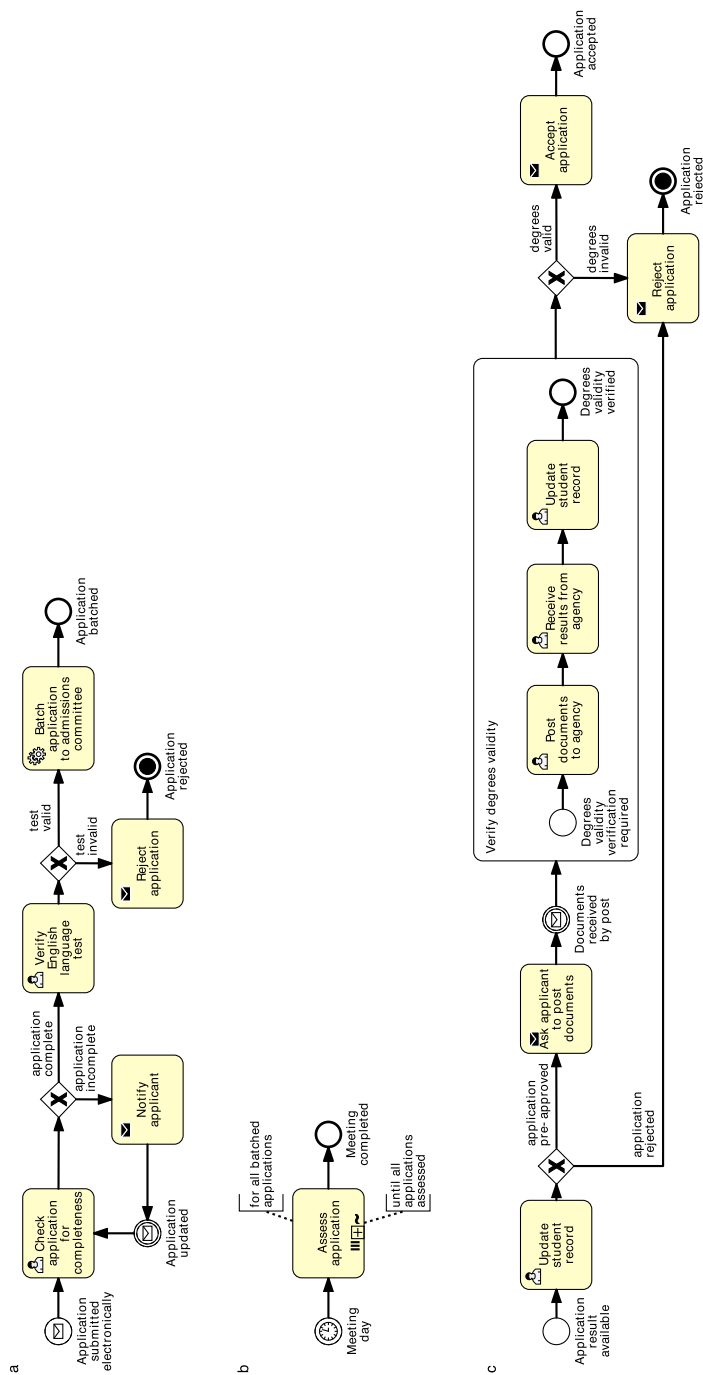 a
Application
submitted
electronically
Check
application
for
completeness
application
complete
application
incomplete
Notify
applicant
Application
updated
Verify
English
language
test
test
valid
test
invalid
Reject
application
Application
rejected
Batch
application
to admissions
committee
Application
batched
b
Meeting
day
Assess
application
for all batched
applications
until all
applications
assessed
Meeting
completed
c
Application
result
available
Update
student
record
application
pre- approved
application
rejected
Ask applicant
to post
documents
Documents
received
by post
Verify degrees validity
Degrees
validity
verification
required
Post
documents
to agency
Receive
results from
agency
Update
student
record
Degrees
validity
verified
degrees
valid
degrees
invalid
Accept
application
Application
accepted
Reject
application
Application
rejected